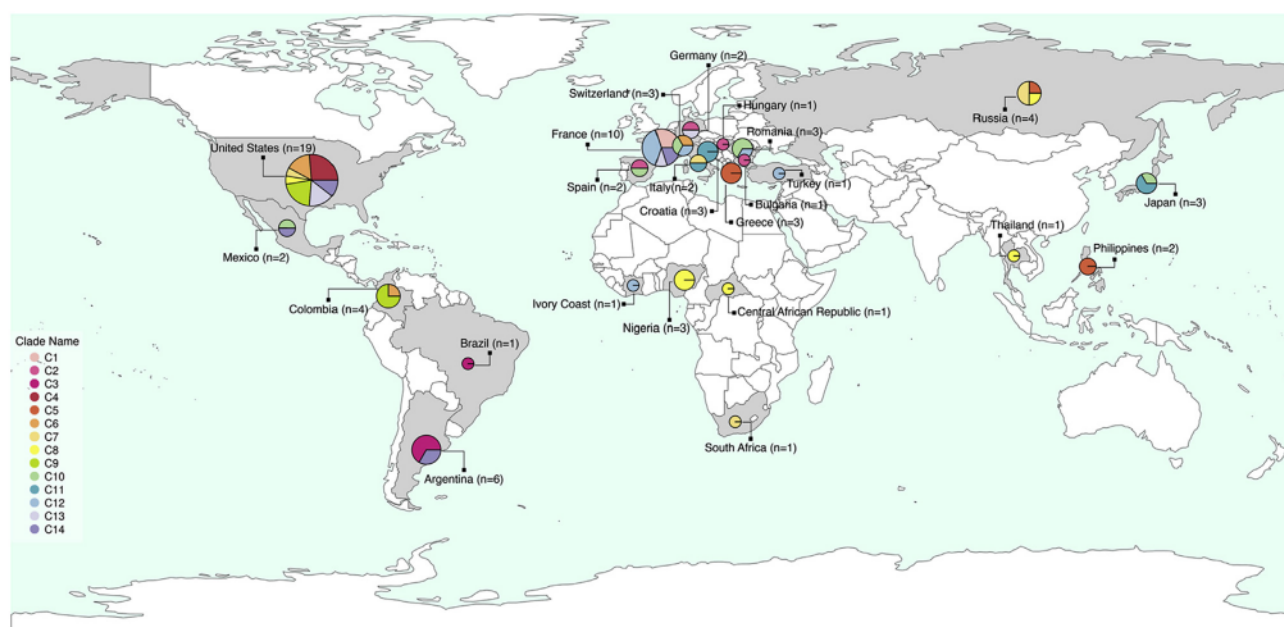 Germany (n=2)
Switzerland (n=3)
Hungary (n=1)
France (n=10)
Romania (n=3)
Russia (n=4)
United States (n=19)
Spain (n=2)
Italy(n=2)
Turkey (n=1)
Japan (n=3)
Croatia (n=3)
Bulgaria (n=1)
Greece (n=3)
Thailand (n=1)
Philippines (n=2)
Mexico (n=2)
Colombia (n=4)
Ivory Coast (n=1)
Nigeria (n=3)
Central African Republic (n=1)
Brazil (n=1)
South Africa (n=1)
Argentina (n=6)
Clade Name
C1
C2
C3
C4
C5
C6
C7
C8
C9
C10
C11
C12
C13
C14